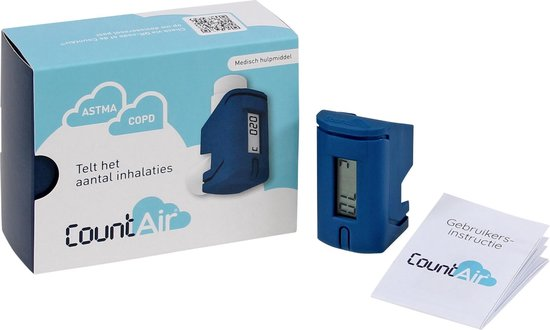 Medisch hulpmiddel
ASTMA
COPD
020
Telt het
aantal inhalaties
CountAir
Gebruikers-
instructie
CountAir